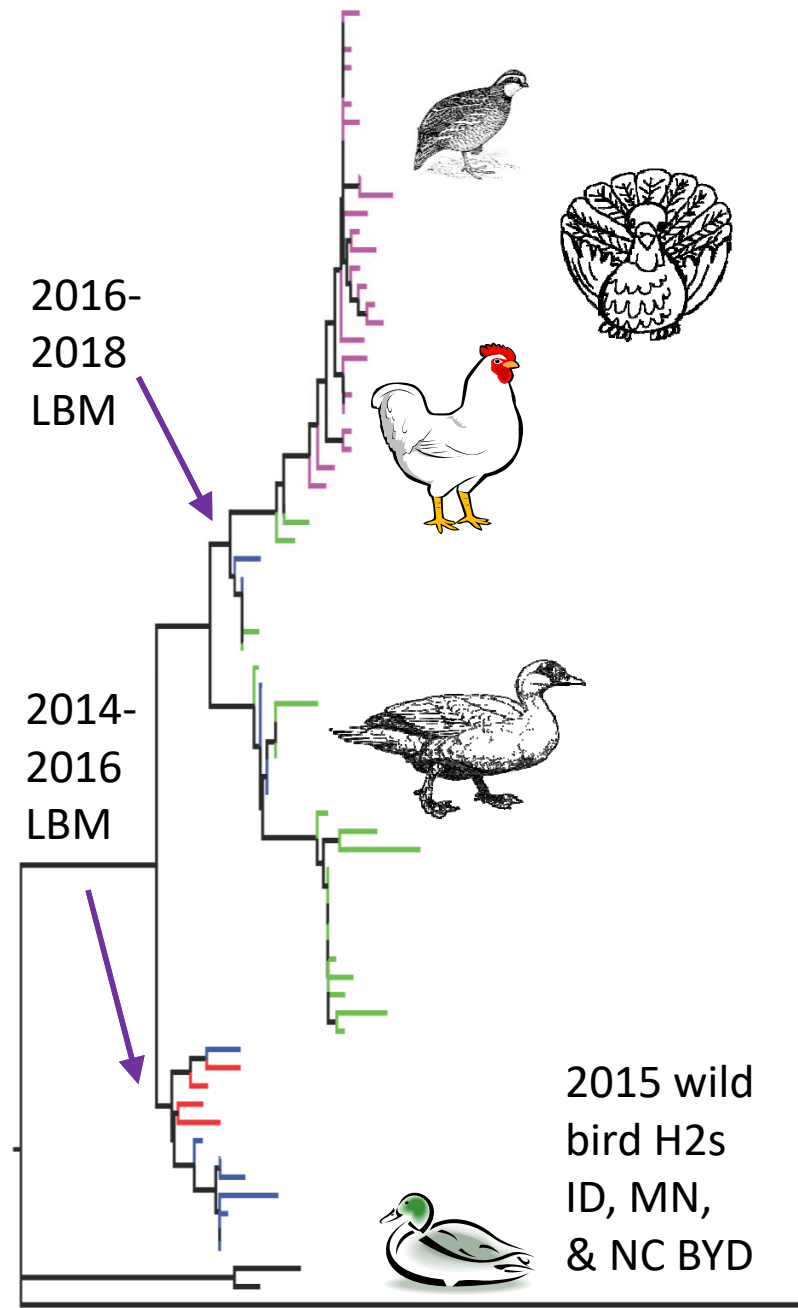 2016-
2018
LBM
2014-
2016
LBM
2015 wild
bird H2s
ID, MN,
& NC BYD